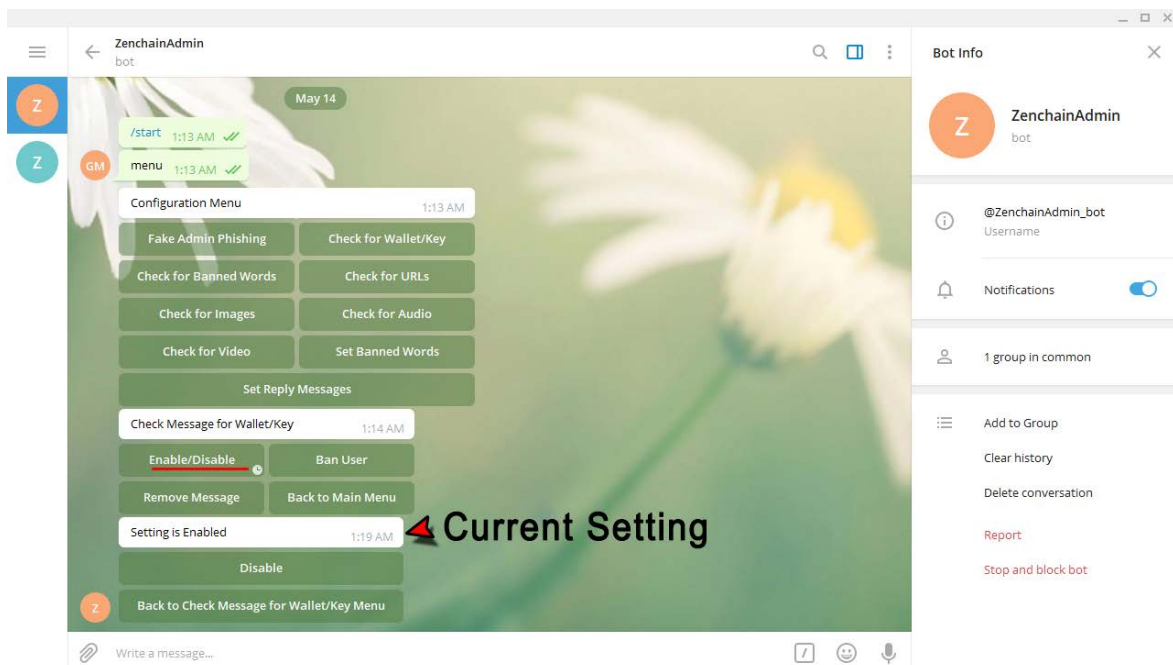 ZenchainAdmin
bot
May 14
Z
/start 1:13 AM
Z
GM
menu 1:13 AM
Configuration Menu 1:13 AM
Fake Admin Phishing Check for Wallet/Key
Check for Banned Words Check for URLs
Check for Images Check for Audio
Check for Video Set Banned Words
Set Reply Messages
Check Message for Wallet/Key 1:14 AM
Enable/Disable Ban User
Remove Message Back to Main Menu
Setting is Enabled 1:19 AM
Current Setting
Disable
Z
Back to Check Message for Wallet/Key Menu
Write a message...
/
Bot Info
Z
ZenchainAdmin
bot
@ZenchainAdmin_bot
Username
Notifications
1 group in common
Add to Group
Clear history
Delete conversation
Report
Stop and block bot